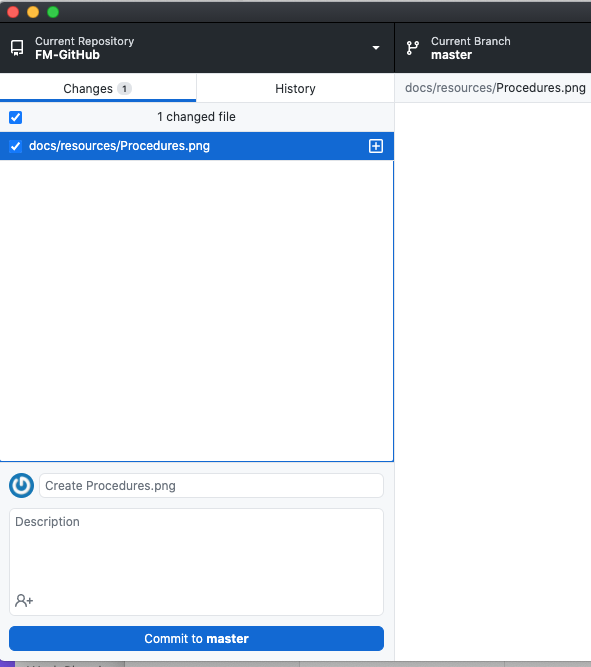 Current Repository
FM-GitHub
Current Branch
master
Changes 1
History
docs/resources/Procedures.png
1 changed file
docs/resources/Procedures.png
Create Procedures.png
Description
Commit to master